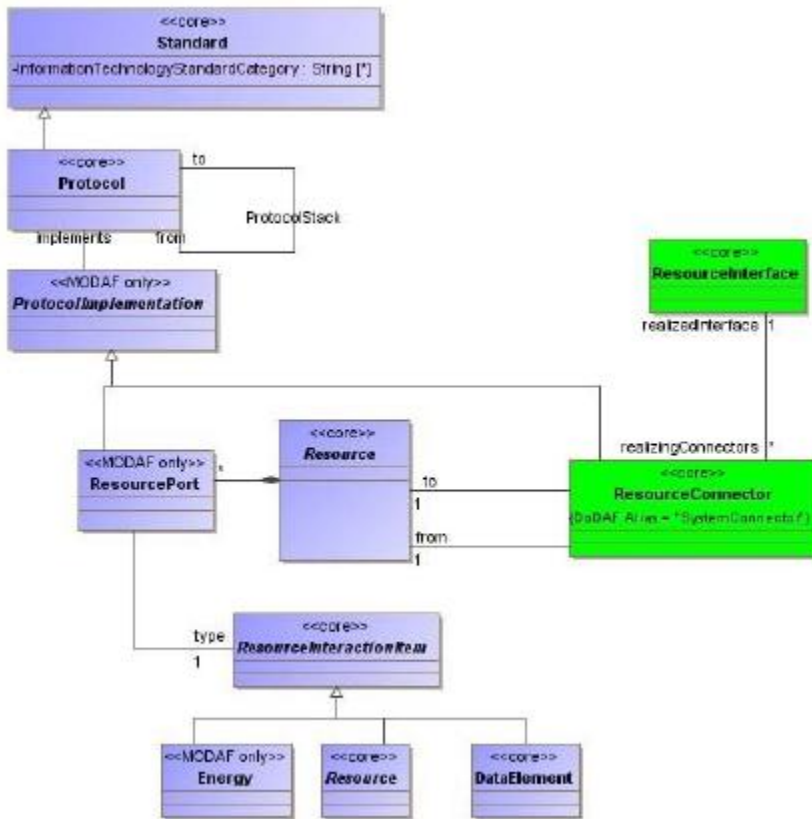 <<core>>
Standard
-InformationTechnologyStandardCategory : String [*]
<<core>>
Protocol
to
ProtocolStack
from
implements
<<MODAF only>>
ProtocolImplementation
<<core>>
ResourceInterface
realizedInterface 1
realizingConnectors *
<<core>>
ResourceConnector
{DoDAF Alias = "SystemConnector"}
<<core>>
Resource
to
1
from
1
<<MODAF only>>
ResourcePort
*
type
1
<<core>>
ResourceInteractionItem
<<MODAF only>>
Energy
<<core>>
Resource
<<core>>
DataElement